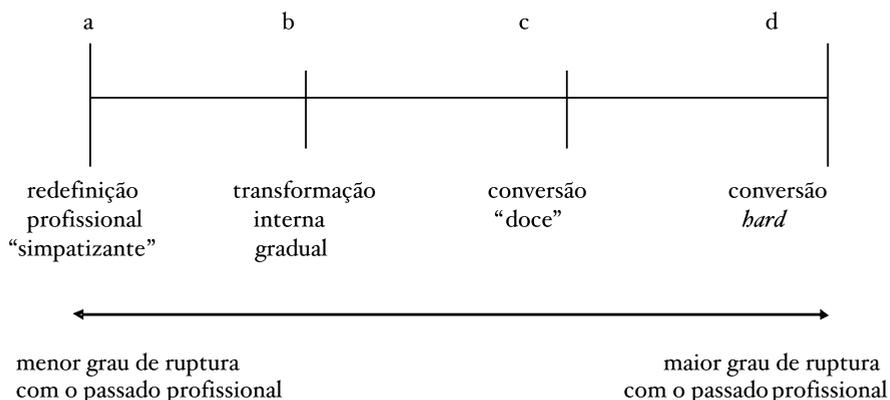 a b c d
redefinição transformação conversão conversão
profissional interna “doce” hard
“simpatizante” gradual
menor grau de ruptura maior grau de ruptura
com o passado profissional com o passado profissional